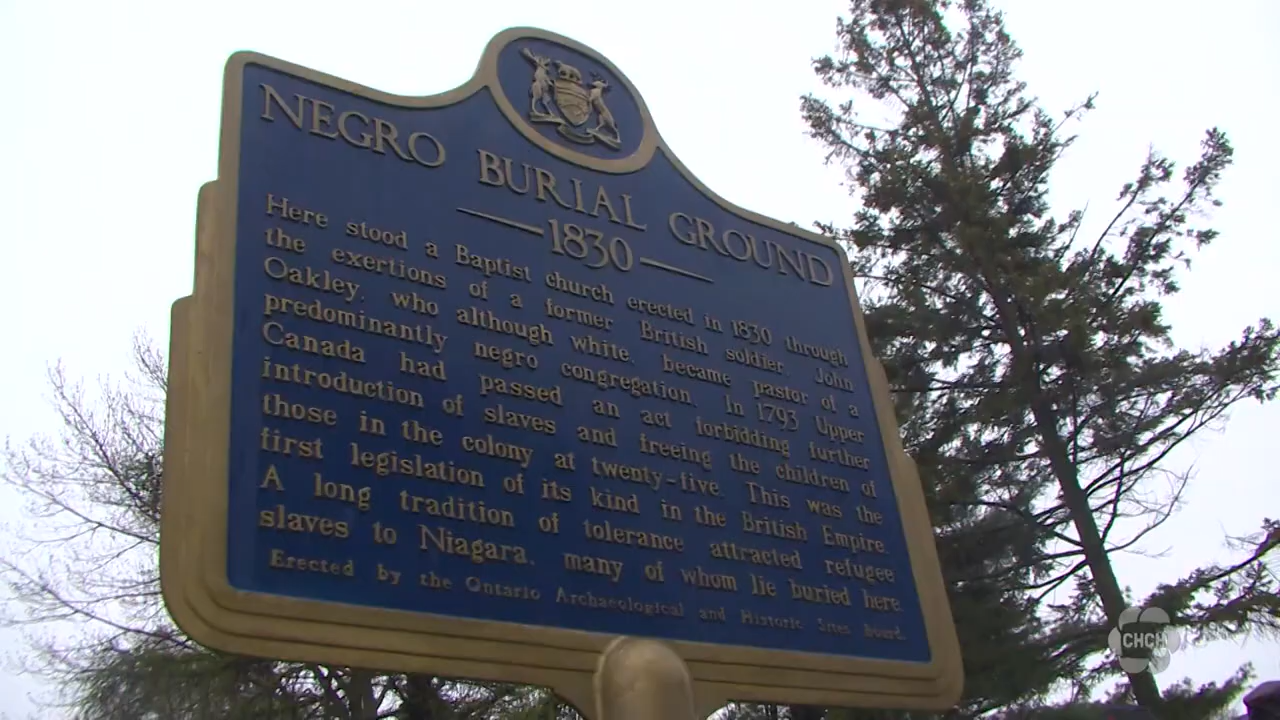 NEGRO BURIAL GROUND
1830
Here stood a Baptist church erected in 1830 through
the exertions of a former British soldier, John
Oakley, who although white, became pastor of a
predominantly negro congregation. In 1793 Upper
Canada had passed an act forbidding further
introduction of slaves and freeing the children of
those in the colony at twenty-five. This was the
first legislation of its kind in the British Empire.
A long tradition of tolerance attracted refugee
slaves to Niagara, many of whom lie buried here.
Erected by the Ontario Archaeological and Historic Sites Board.
CHCH